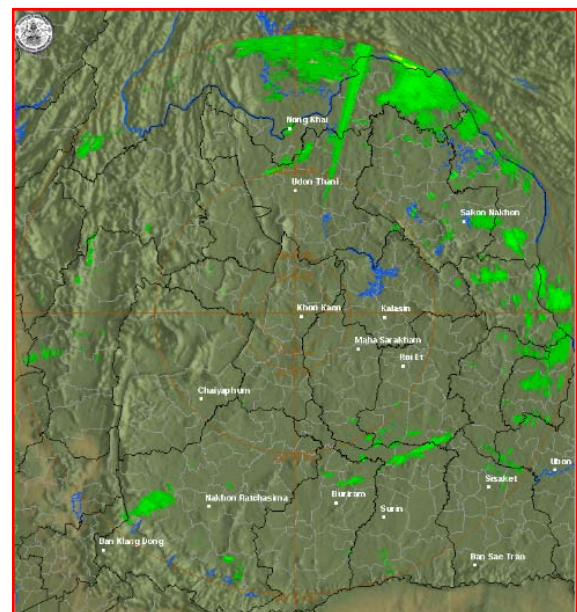 Nong Khai
Udon Thani
Sakon Nakhon
Khon Kaen
Kalasin
Maha Sarakham
Roi Et
Chaiyaphum
Ubon
Sisaket
Nakhon Ratchasima
Buriram
Surin
Ban Klang Dong
Ban Sae Tran